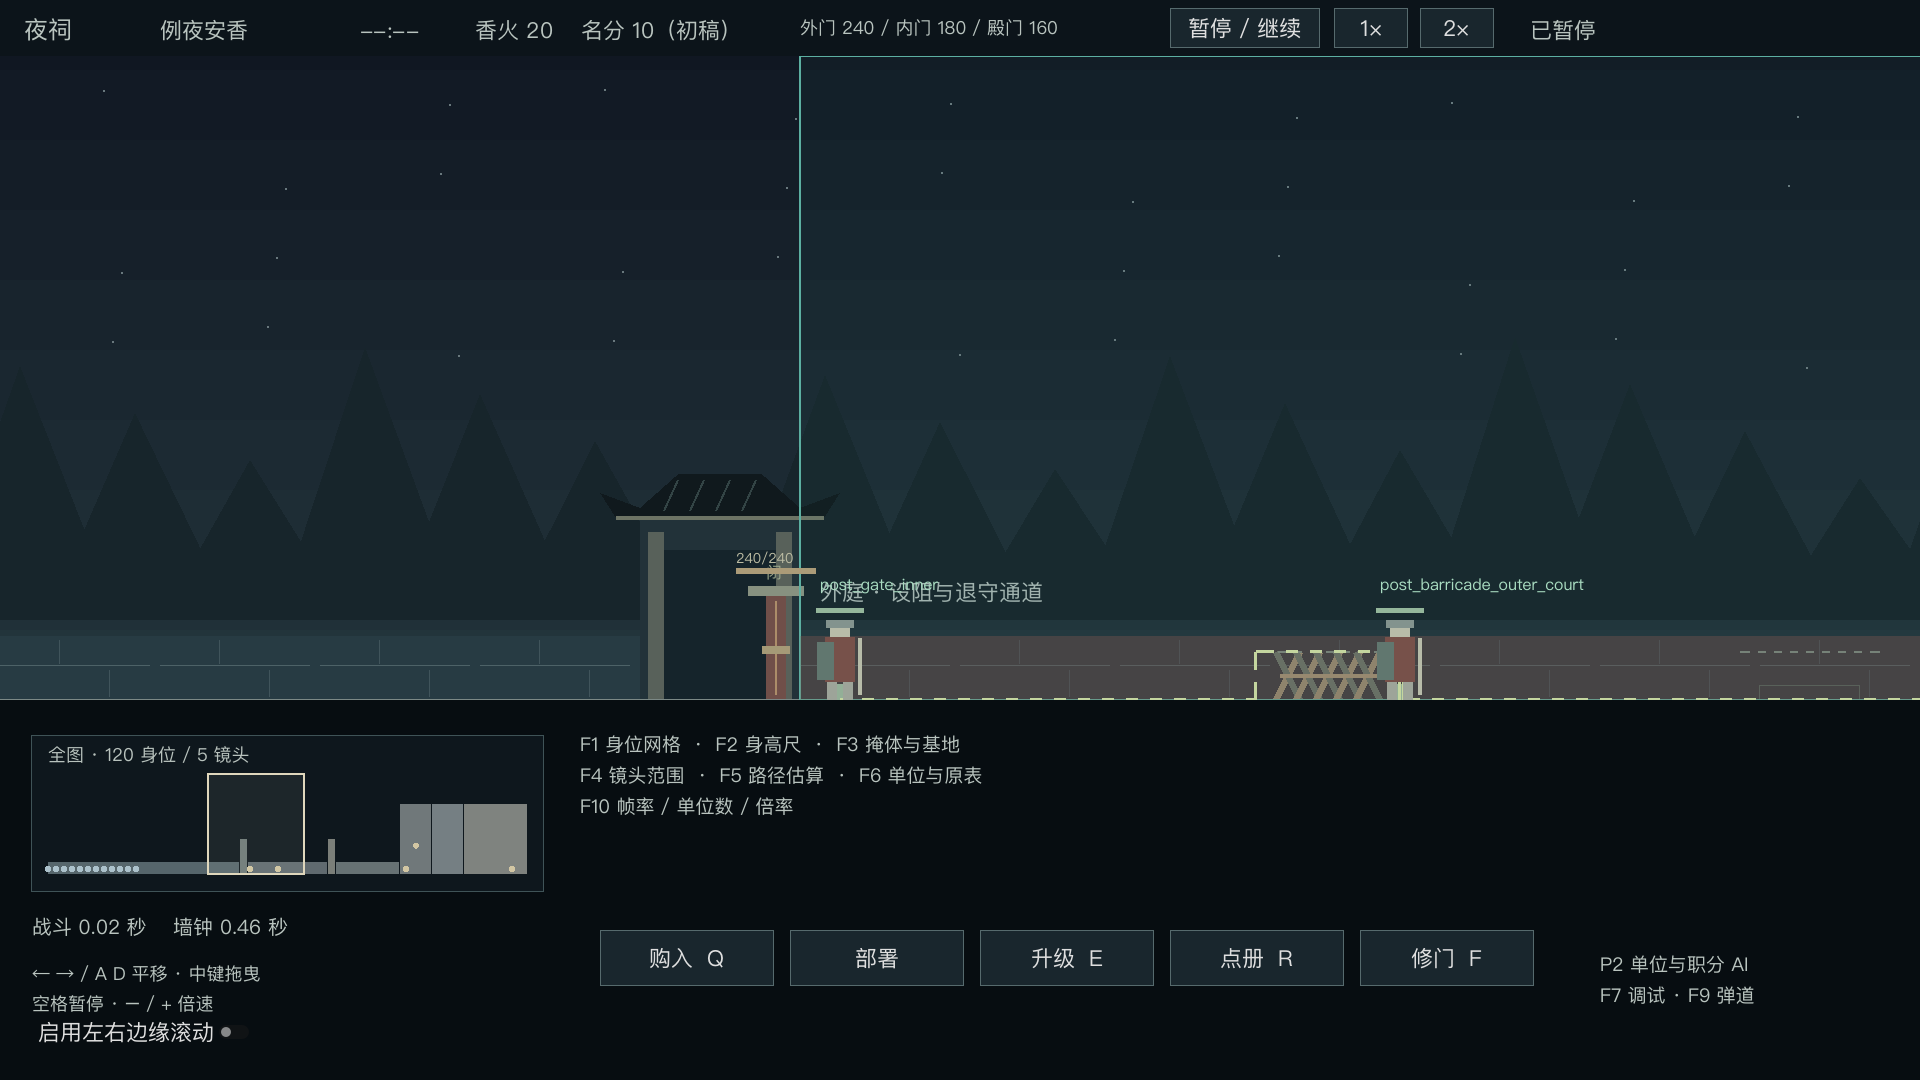 夜祠 例夜安香 --:-- 香火 20 名分 10（初稿） 外门 240 / 内门 180 / 殿门 160 暂停 / 继续 1× 2× 已暂停
240/240
闭
post_gate_inner
外庭 · 设阻与退守通道
post_barricade_outer_court
全图 · 120 身位 / 5 镜头
F1 身位网格 · F2 身高尺 · F3 掩体与基地
F4 镜头范围 · F5 路径估算 · F6 单位与原表
F10 帧率 / 单位数 / 倍率
战斗 0.02 秒 墙钟 0.46 秒
←→ / A D 平移 · 中键拖曳
空格暂停 · − / + 倍速
启用左右边缘滚动
购入 Q
部署
升级 E
点册 R
修门 F
P2 单位与职分 AI
F7 调试 · F9 弹道